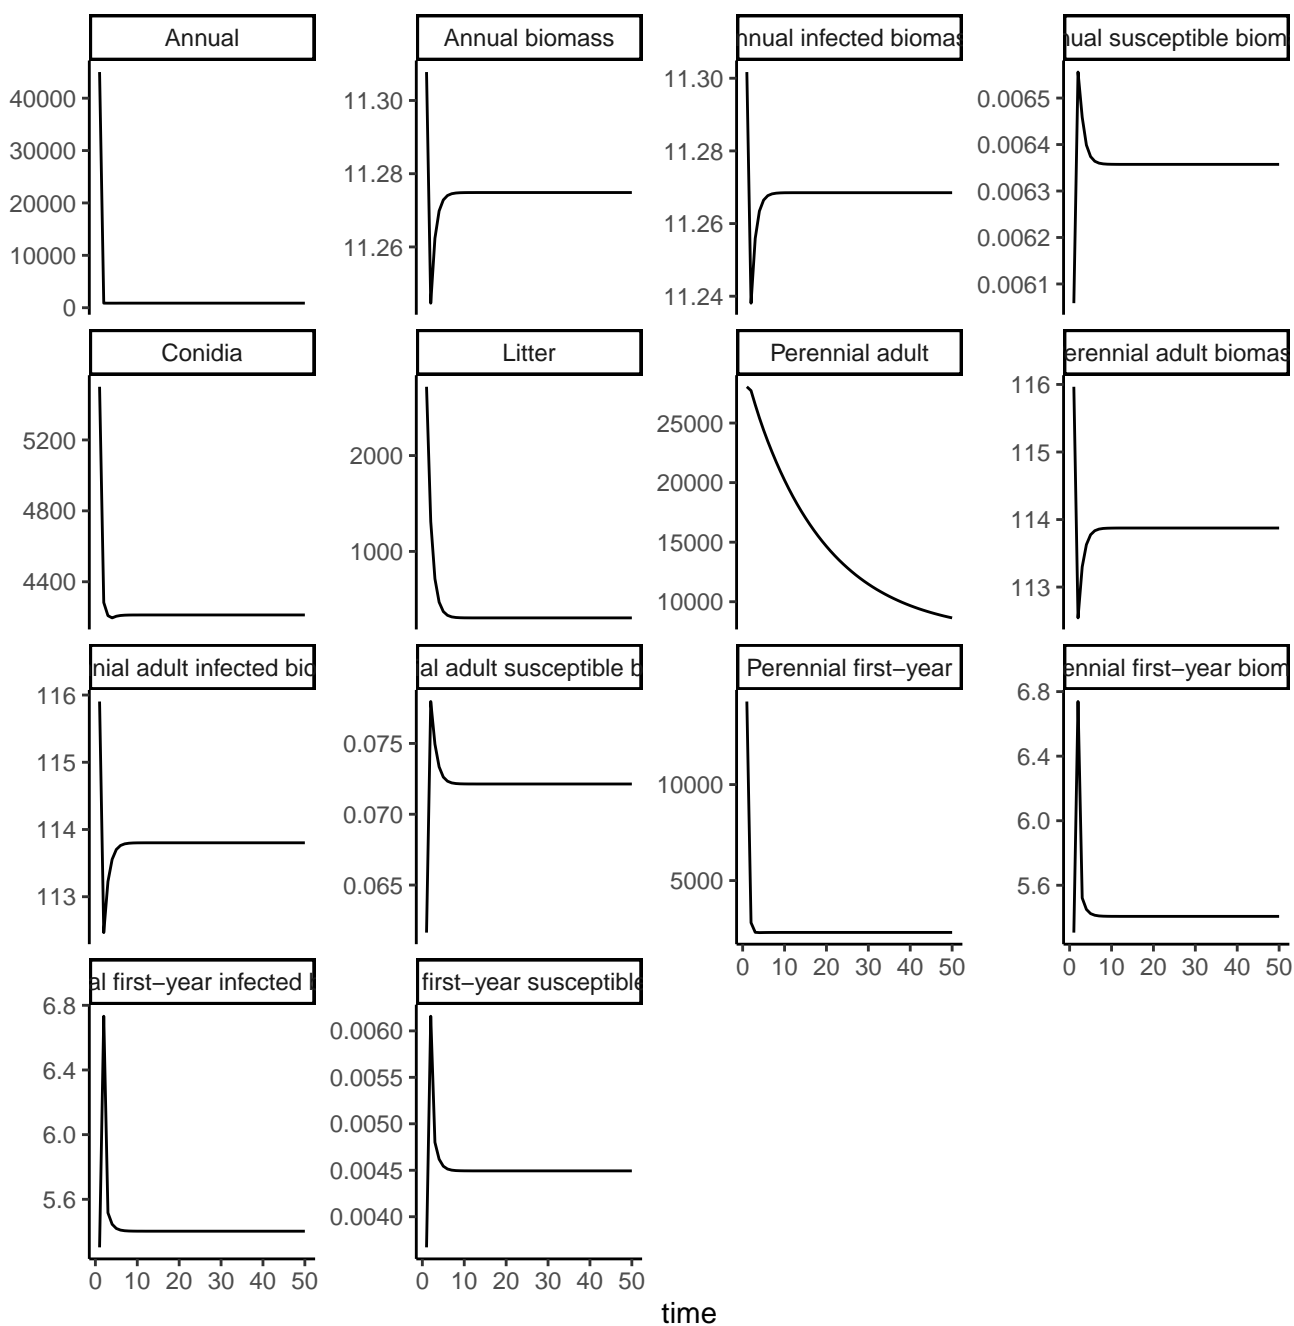 Annual
Annual biomass
nnual infected biomas
nual susceptible biom
40000
30000
20000
10000
0
11.30
11.28
11.26
11.30
11.28
11.26
11.24
0.0065
0.0064
0.0063
0.0062
0.0061
Conidia
Litter
Perennial adult
erennial adult biomas
5200
4800
4400
2000
1000
25000
20000
15000
10000
116
115
114
113
nial adult infected bio
al adult susceptible b
Perennial first−year
ennial first−year biom
116
115
114
113
0.075
0.070
0.065
10000
5000
0 10 20 30 40 50
6.8
6.4
6.0
5.6
0 10 20 30 40 50
al first−year infected b
first−year susceptible
6.8
6.4
6.0
5.6
0 10 20 30 40 50
0.0060
0.0055
0.0050
0.0045
0.0040
0 10 20 30 40 50
time